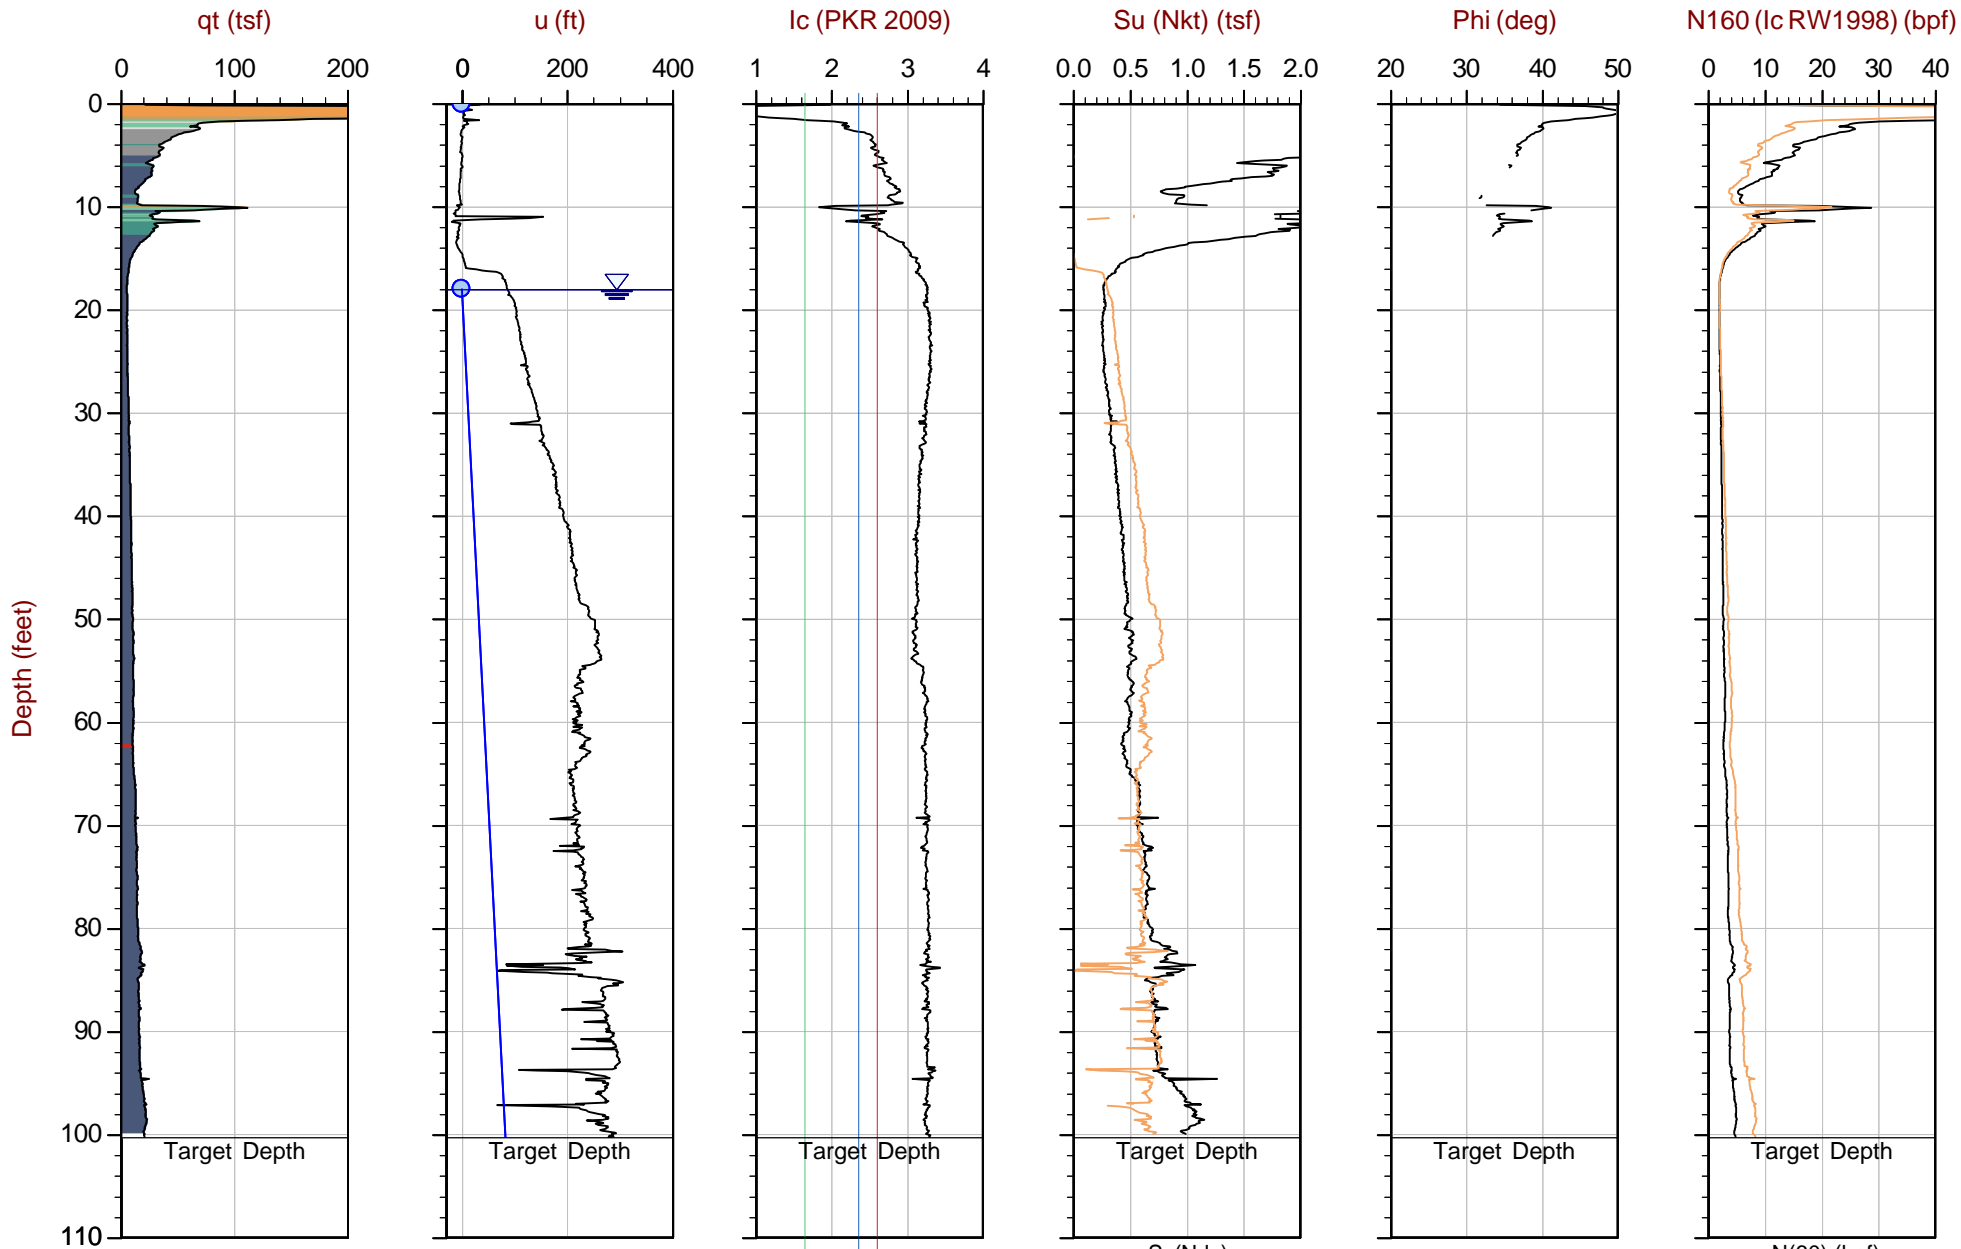 qt (tsf)
u (ft)
Ic (PKR 2009)
Su (Nkt) (tsf)
Phi (deg)
N160 (Ic RW1998) (bpf)
0 100 200
0 200 400
1 2 3 4
0.0 0.5 1.0 1.5 2.0
20 30 40 50
0 10 20 30 40
0
10
20
30
40
50
60
70
80
90
100
110
Depth (feet)
Target Depth
Target Depth
Target Depth
Target Depth
Target Depth
Target Depth